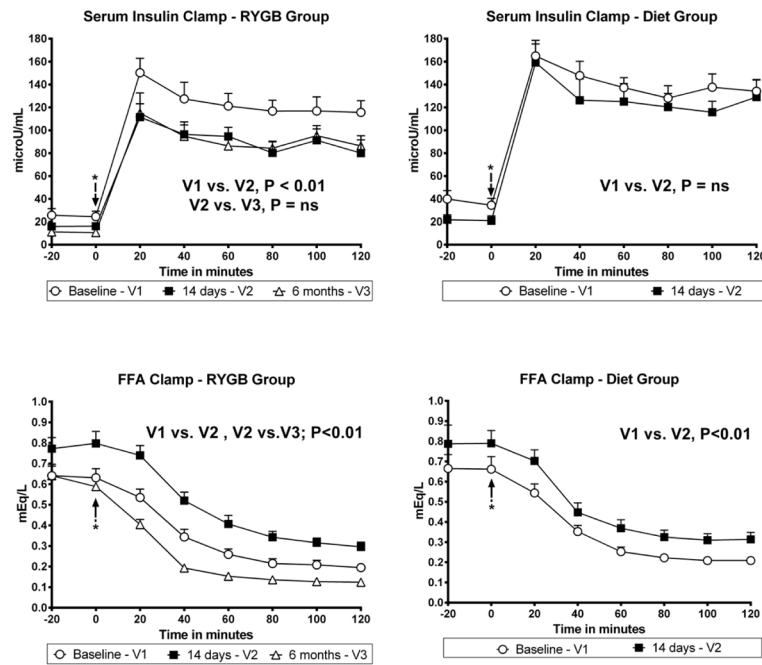 Serum Insulin Clamp - RYGB Group
microU/mL
180
160
140
120
100
80
60
40
20
0
*
V1 vs. V2, P < 0.01
V2 vs. V3, P = ns
-20 0 20 40 60 80 100 120
Time in minutes
Baseline - V1 14 days - V2 6 months - V3
Serum Insulin Clamp - Diet Group
microU/mL
180
160
140
120
100
80
60
40
20
0
*
V1 vs. V2, P = ns
-20 0 20 40 60 80 100 120
Time in minutes
Baseline - V1 14 days - V2
FFA Clamp - RYGB Group
mEq/L
1.0
0.9
0.8
0.7
0.6
0.5
0.4
0.3
0.2
0.1
0.0
V1 vs. V2 , V2 vs.V3; P<0.01
*
-20 0 20 40 60 80 100 120
Time in minutes
Baseline - V1 14 days - V2 6 months - V3
FFA Clamp - Diet Group
mEq/L
1.0
0.9
0.8
0.7
0.6
0.5
0.4
0.3
0.2
0.1
0.0
V1 vs. V2, P<0.01
*
-20 0 20 40 60 80 100 120
Time in minutes
Baseline - V1 14 days - V2